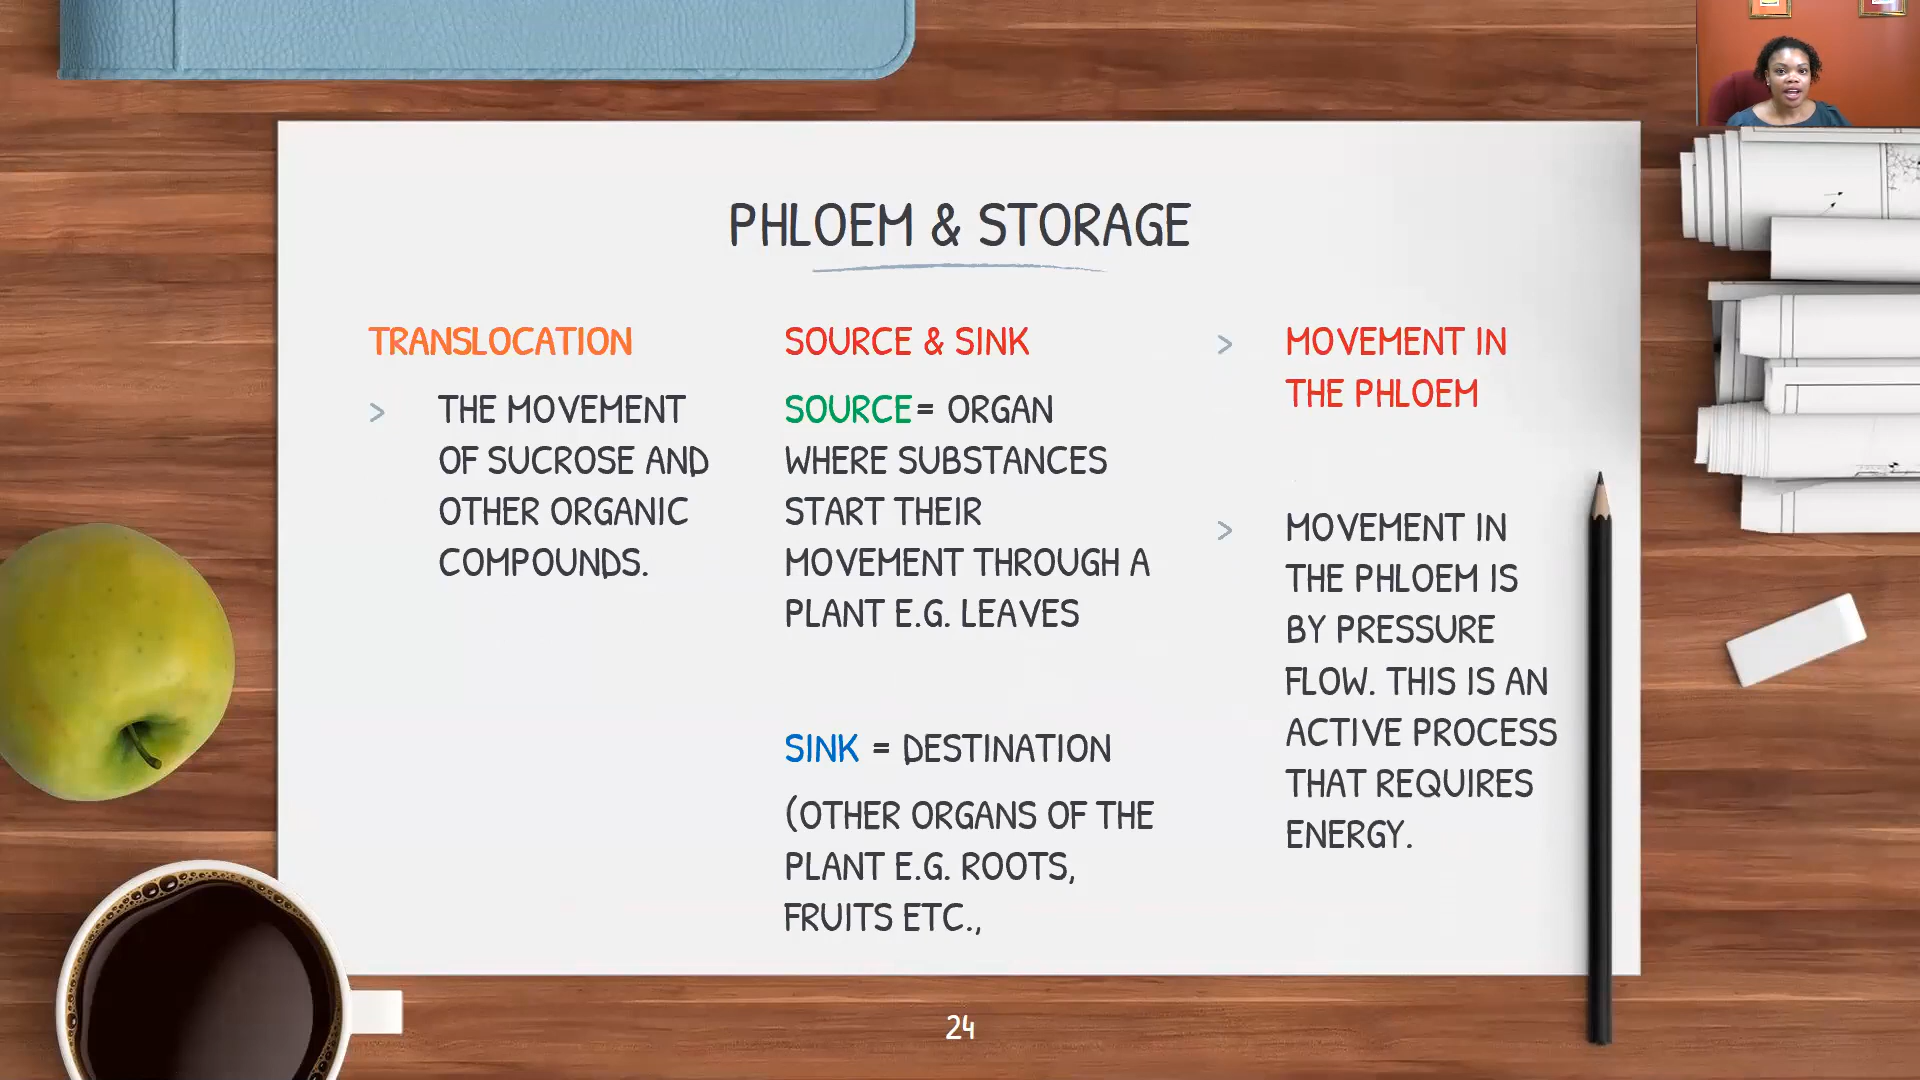 PHLOEM & STORAGE
TRANSLOCATION
> THE MOVEMENT
OF SUCROSE AND
OTHER ORGANIC
COMPOUNDS.
SOURCE & SINK
SOURCE= ORGAN
WHERE SUBSTANCES
START THEIR
MOVEMENT THROUGH A
PLANT E.G. LEAVES
SINK = DESTINATION
(OTHER ORGANS OF THE
PLANT E.G. ROOTS,
FRUITS ETC.,
> MOVEMENT IN
THE PHLOEM
> MOVEMENT IN
THE PHLOEM IS
BY PRESSURE
FLOW. THIS IS AN
ACTIVE PROCESS
THAT REQUIRES
ENERGY.
24